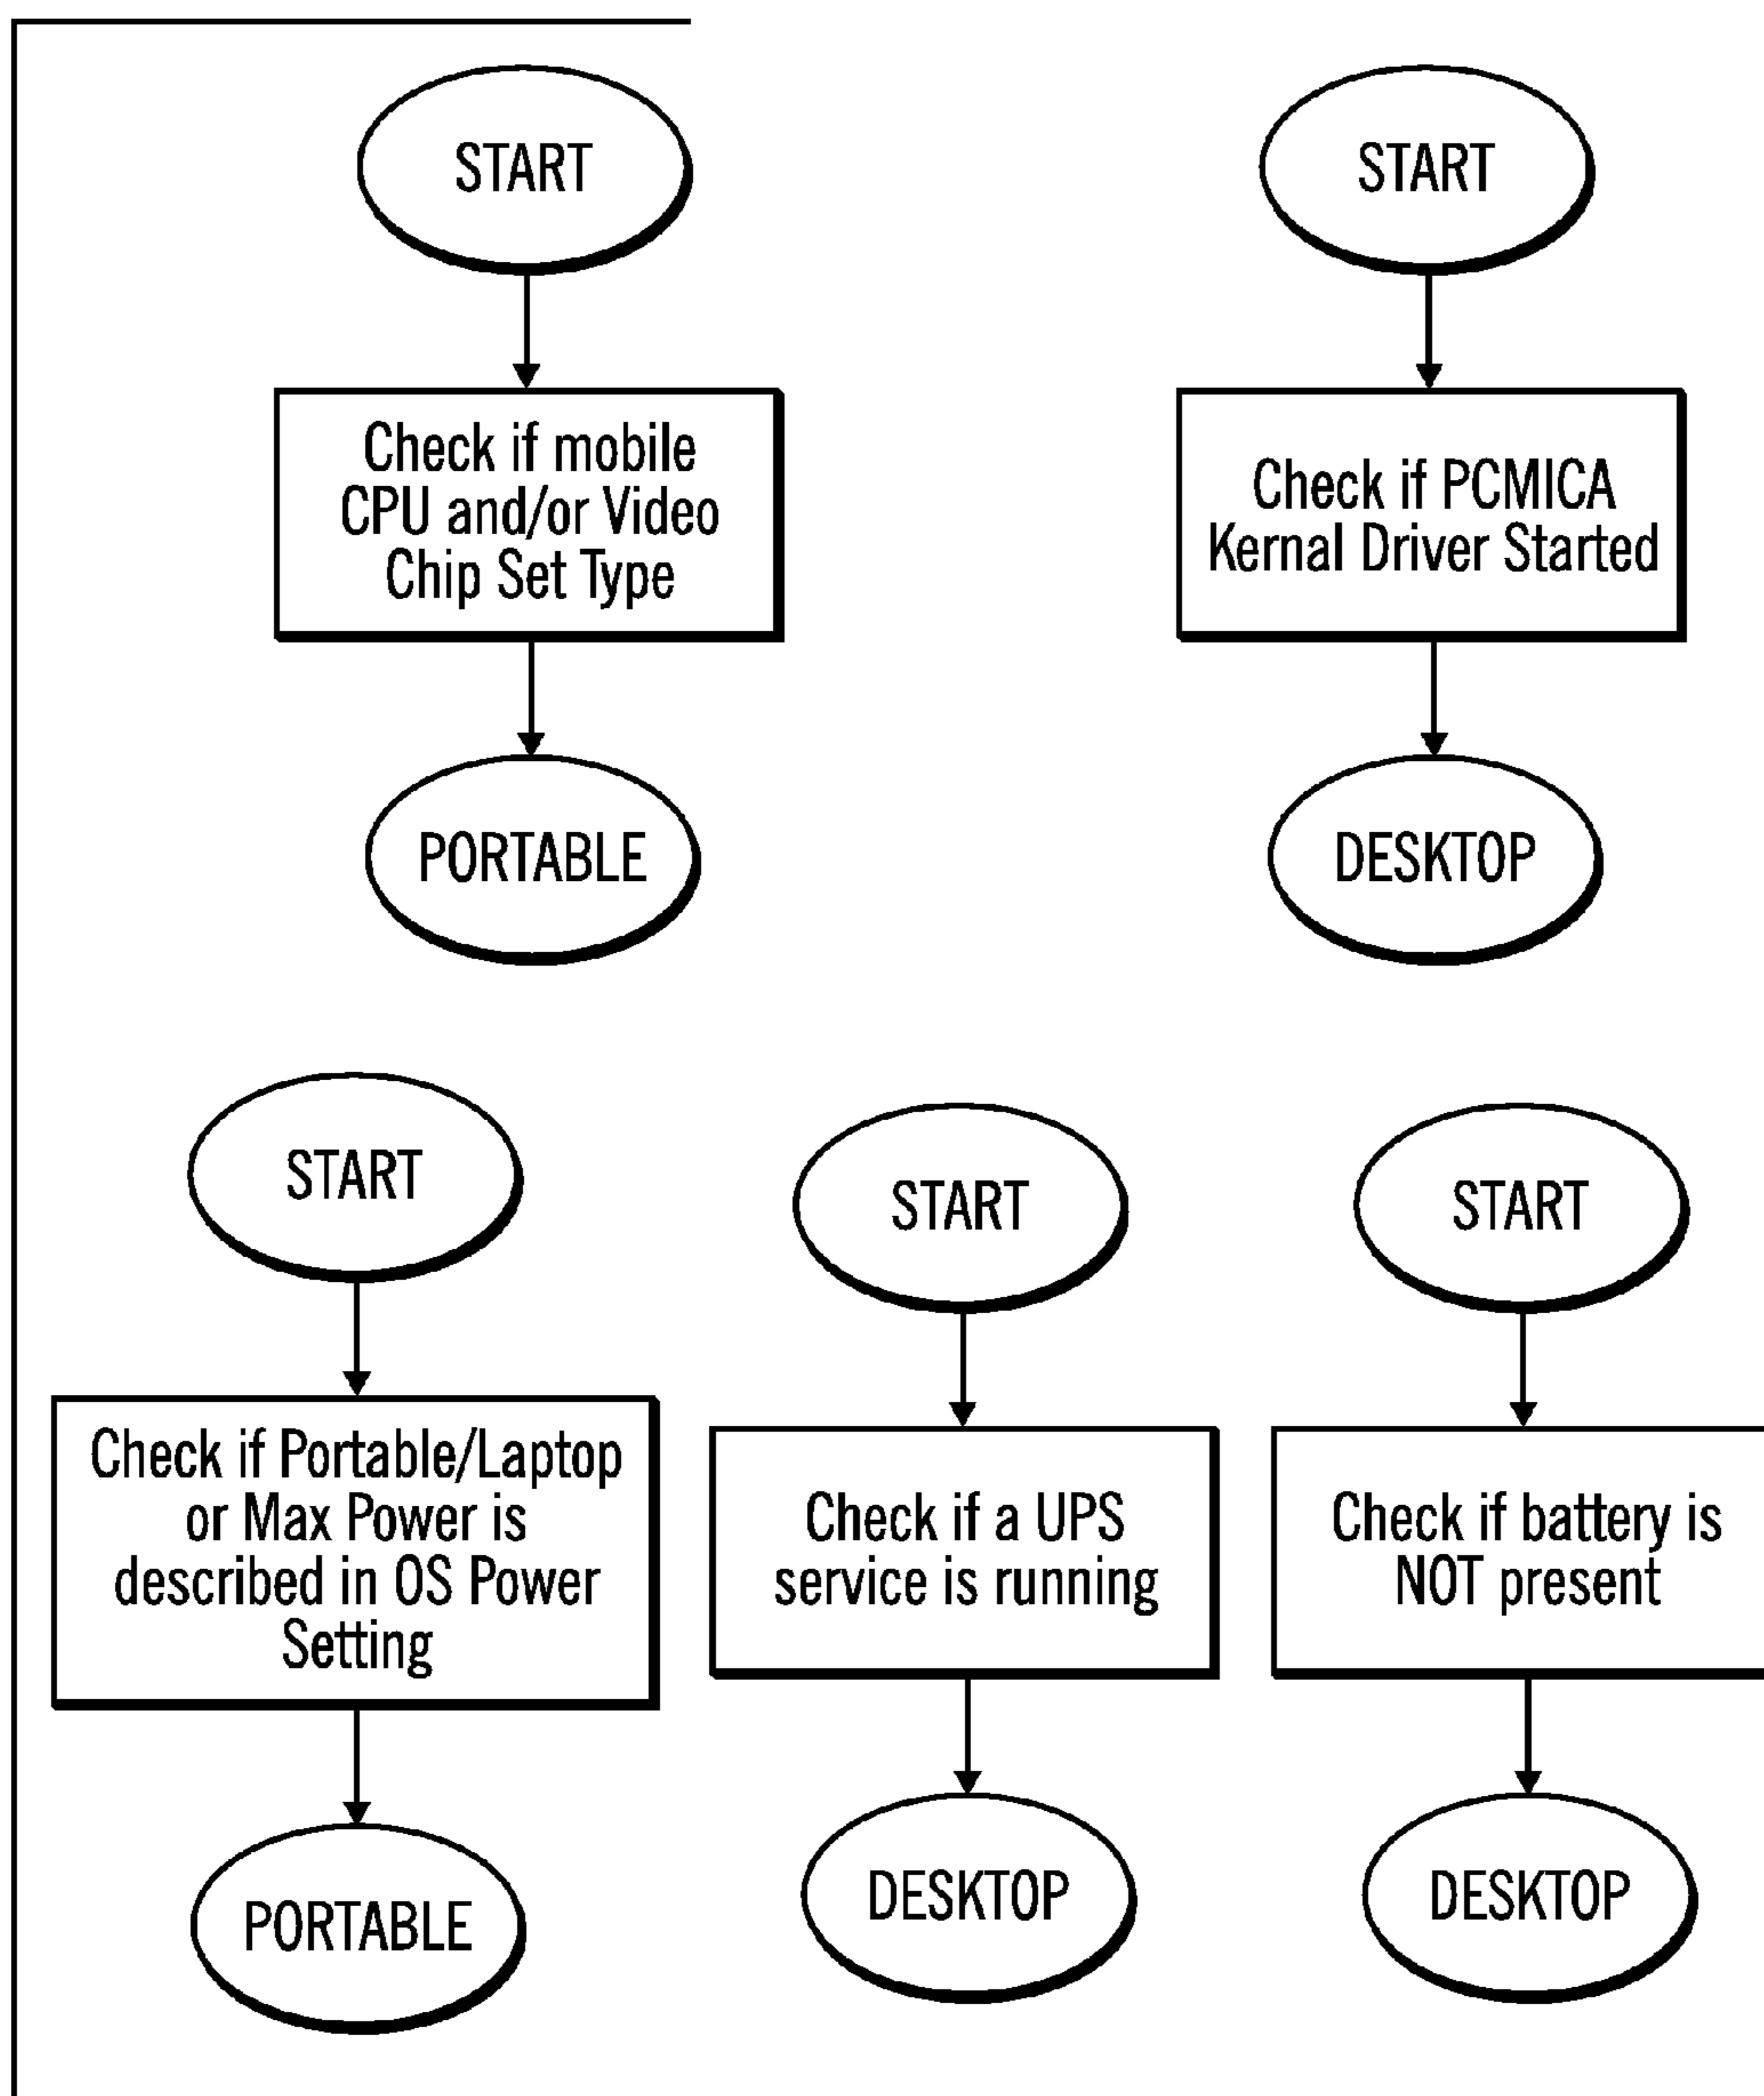 START
Check if mobile
CPU and/or Video
Chip Set Type
PORTABLE
START
Check if PCMICA
Kernal Driver Started
DESKTOP
START
Check if Portable/Laptop
or Max Power is
described in OS Power
Setting
PORTABLE
START
Check if a UPS
service is running
DESKTOP
START
Check if battery is
NOT present
DESKTOP